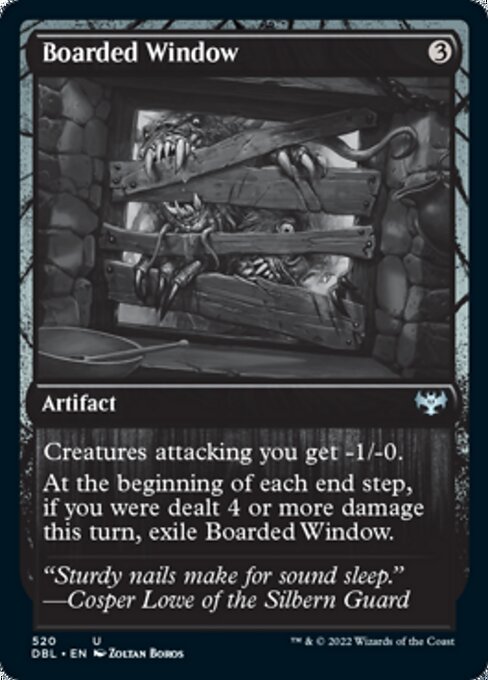 Boarded Window 3
Artifact
Creatures attacking you get -1/-0.
At the beginning of each end step,
if you were dealt 4 or more damage
this turn, exile Boarded Window.
“Sturdy nails make for sound sleep.”
—Cosper Lowe of the Silbern Guard
520 U
DBL • EN Zoltan Boros
™ & © 2022 Wizards of the Coast